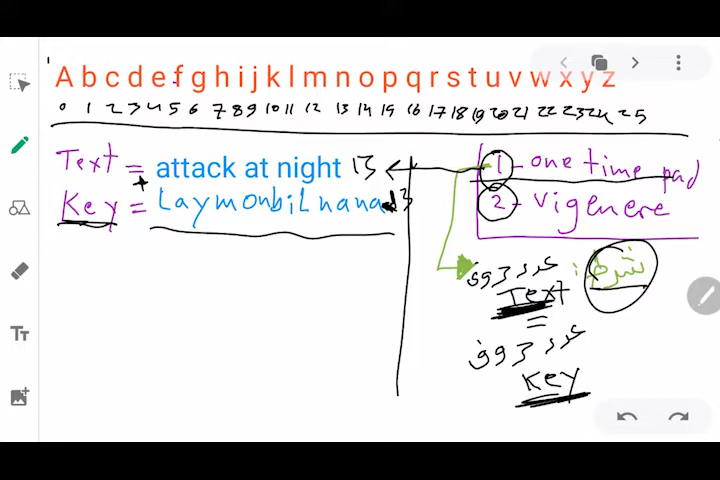 A b c d e f g h i j k l m n o p q r s t u v w x y z
0 1 2 3 4 5 6 7 8 9 10 11 12 13 14 15 16 17 18 19 20 21 22 23 24 25
Text = attack at night 13
+
Key = Laymonbilnana 13
1 - one time pad
2 - vigenere
شرط :
عدد حروف
Text
=
عدد حروف
Key
TT